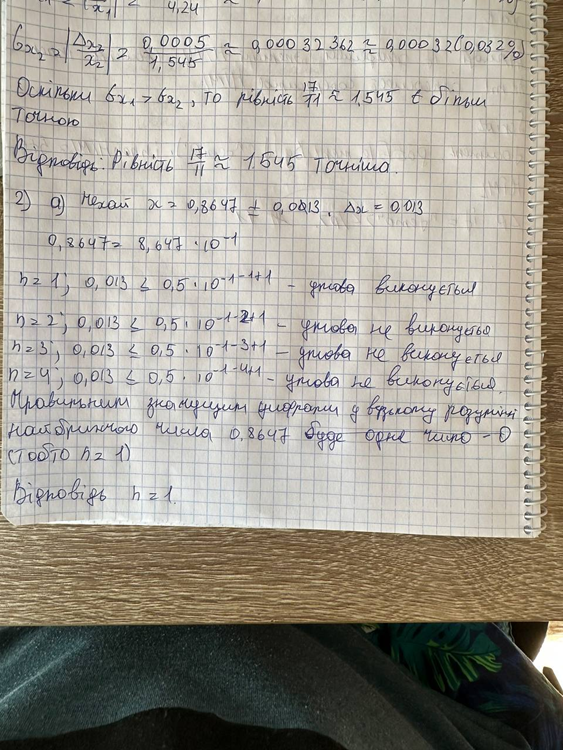 4,24
δx₂ = |Δx₂/x₂| = 0,0005/1,545 ≈ 0,00032362 ≈ 0,00032 (0,032%)
Оскільки δx₁ > δx₂, то рівність 17/11 ≈ 1,545 є більш
точною
Відповідь: Рівність 17/11 ≈ 1.545 точніша.
2) а) Нехай x = 0,8647 ± 0,0013. Δx = 0,013
0,8647 = 8,647 · 10⁻¹
n = 1; 0,013 ≤ 0,5 · 10⁻¹⁻¹⁺¹ - умова виконується
n = 2; 0,013 ≤ 0,5 · 10⁻¹⁻²⁺¹ - умова не виконується
n = 3; 0,013 ≤ 0,5 · 10⁻¹⁻³⁺¹ - умова не виконується
n = 4; 0,013 ≤ 0,5 · 10⁻¹⁻⁴⁺¹ - умова не виконується.
Правильним значущим цифрами у вузькому розумінні
наближчого числа 0,8647 буде одне число - 0
(тобто n = 1)
Відповідь n = 1.